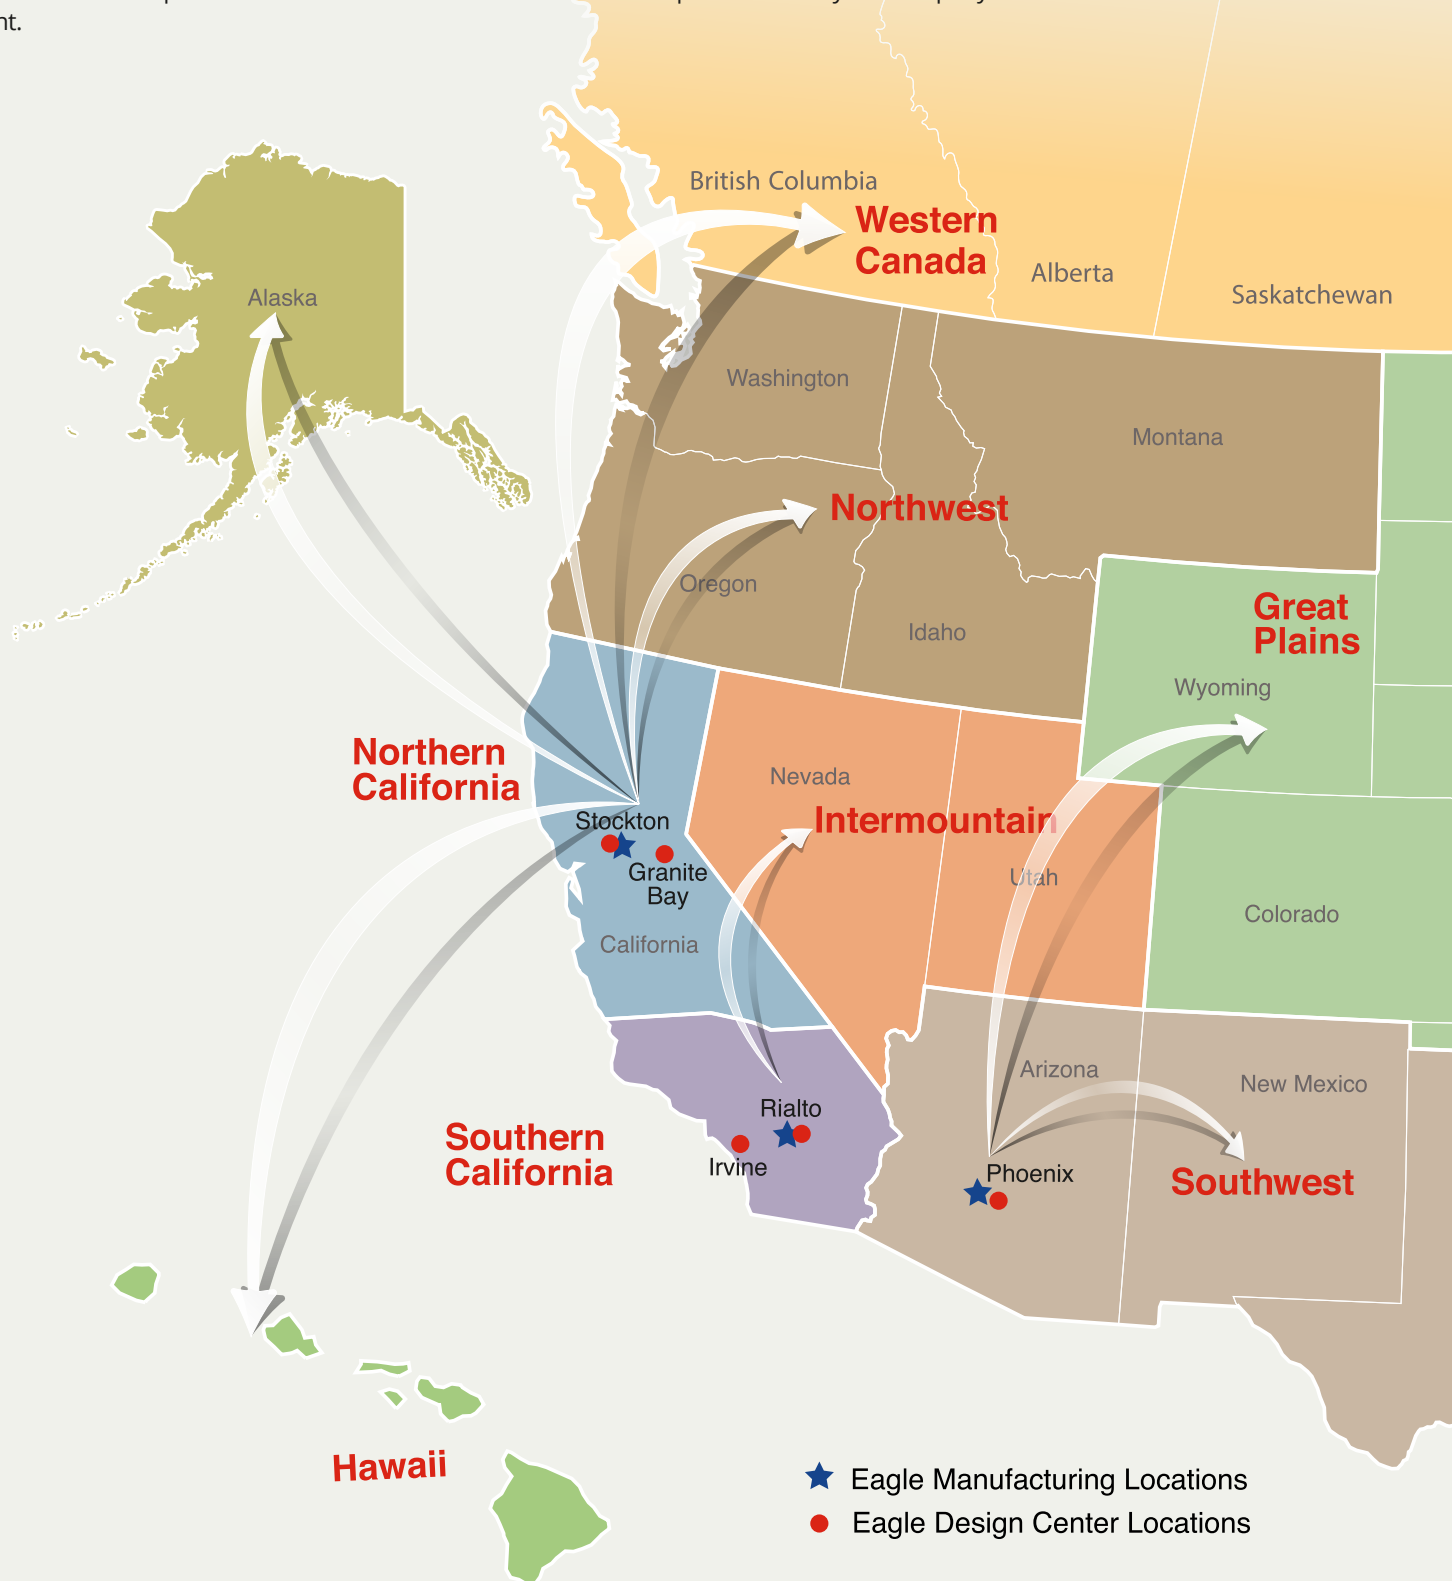 nt.
British Columbia
Western
Canada
Alberta
Saskatchewan
Alaska
Washington
Montana
Northwest
Oregon
Idaho
Great
Plains
Wyoming
Northern
California
Nevada
Intermountain
Stockton
Granite
Bay
Utah
Colorado
California
Arizona
New Mexico
Rialto
Southern
California
Irvine
Phoenix
Southwest
Hawaii
Eagle Manufacturing Locations
Eagle Design Center Locations